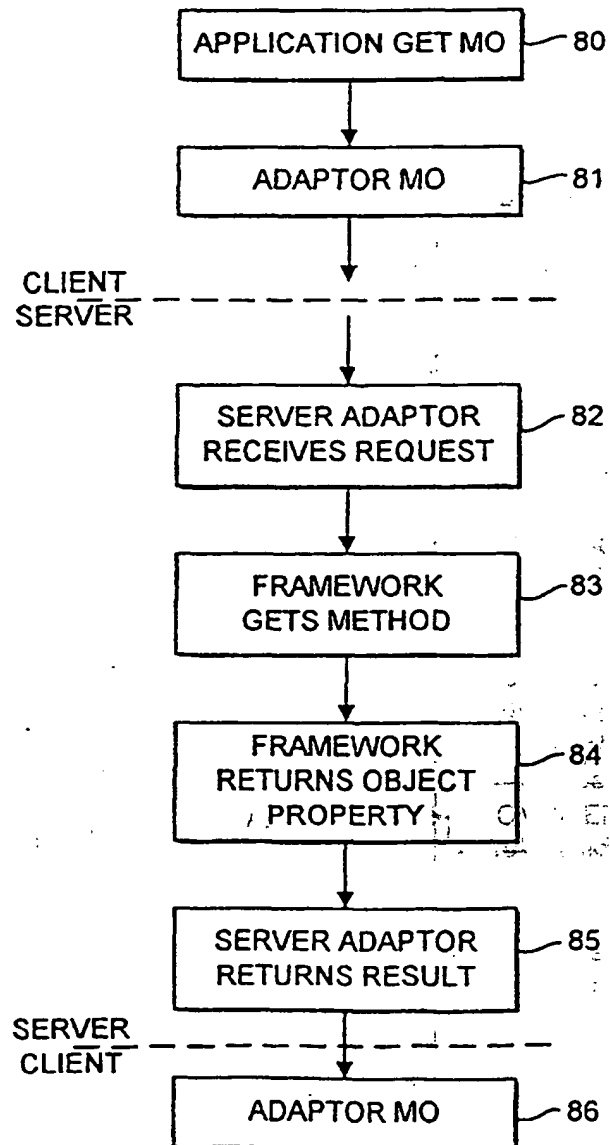 APPLICATION GET MO
80
ADAPTOR MO
81
CLIENT
SERVER
SERVER ADAPTOR
RECEIVES REQUEST
82
FRAMEWORK
GETS METHOD
83
FRAMEWORK
RETURNS OBJECT
PROPERTY
84
SERVER ADAPTOR
RETURNS RESULT
85
SERVER
CLIENT
ADAPTOR MO
86